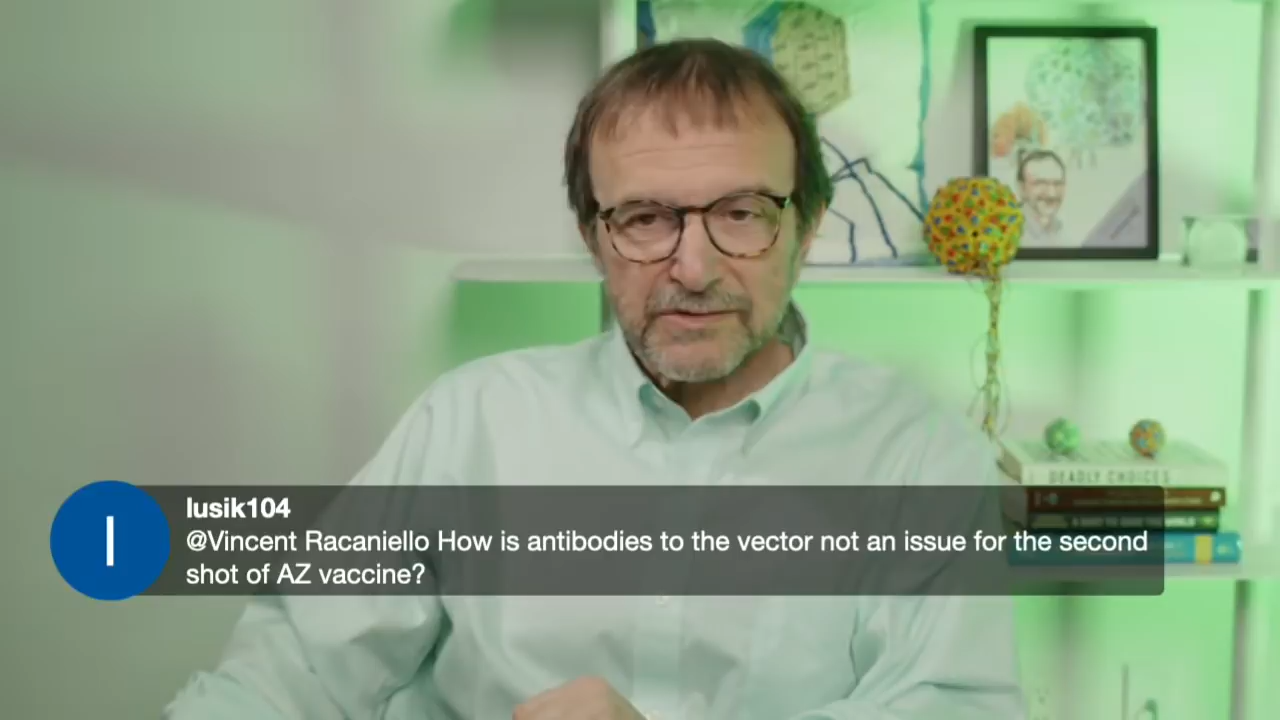 lusik104
@Vincent Racaniello How is antibodies to the vector not an issue for the second
shot of AZ vaccine?
I
DEADLY CHOICES